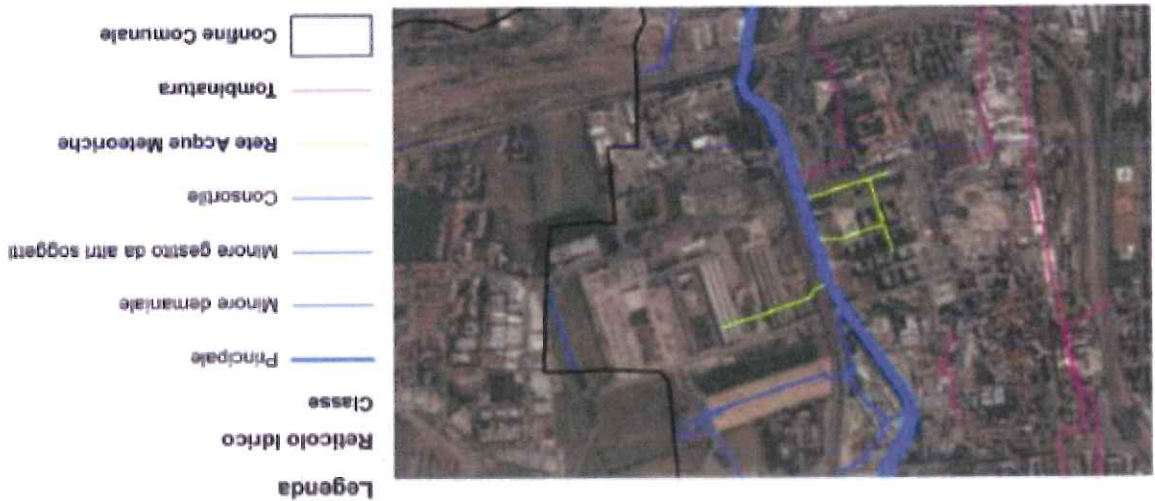 Legenda
Reticolo Idrico
Classe
Principale
Minore demaniale
Minore gestito da altri soggetti
Consortile
Rete Acque Meteoriche
Tombinatura
Confine Comunale